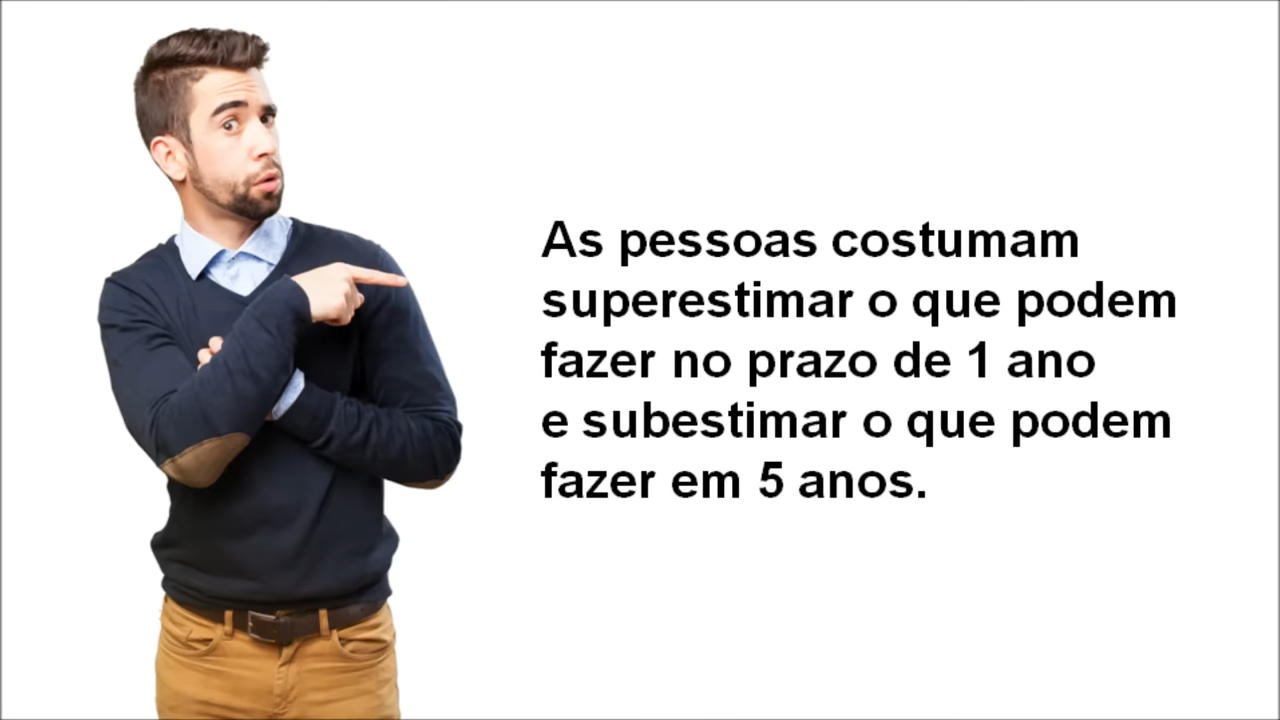 As pessoas costumam
superestimar o que podem
fazer no prazo de 1 ano
e subestimar o que podem
fazer em 5 anos.